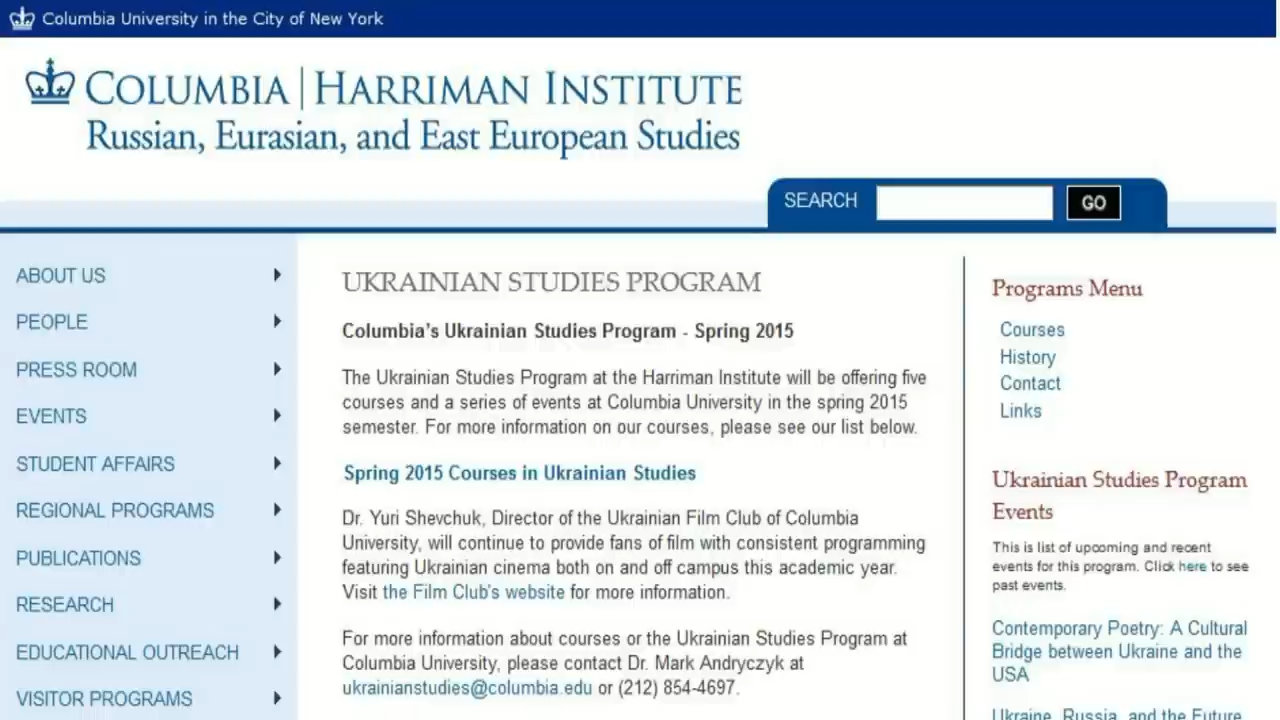 Columbia University in the City of New York
COLUMBIA | HARRIMAN INSTITUTE
Russian, Eurasian, and East European Studies
SEARCH
GO
ABOUT US
PEOPLE
PRESS ROOM
EVENTS
STUDENT AFFAIRS
REGIONAL PROGRAMS
PUBLICATIONS
RESEARCH
EDUCATIONAL OUTREACH
VISITOR PROGRAMS
UKRAINIAN STUDIES PROGRAM
Columbia's Ukrainian Studies Program - Spring 2015
The Ukrainian Studies Program at the Harriman Institute will be offering five
courses and a series of events at Columbia University in the spring 2015
semester. For more information on our courses, please see our list below.
Spring 2015 Courses in Ukrainian Studies
Dr. Yuri Shevchuk, Director of the Ukrainian Film Club of Columbia
University, will continue to provide fans of film with consistent programming
featuring Ukrainian cinema both on and off campus this academic year.
Visit the Film Club's website for more information.
For more information about courses or the Ukrainian Studies Program at
Columbia University, please contact Dr. Mark Andryczyk at
ukrainianstudies@columbia.edu or (212) 854-4697.
Programs Menu
Courses
History
Contact
Links
Ukrainian Studies Program
Events
This is list of upcoming and recent
events for this program. Click here to see
past events.
Contemporary Poetry: A Cultural
Bridge between Ukraine and the
USA
Ukraine, Russia, and the Future